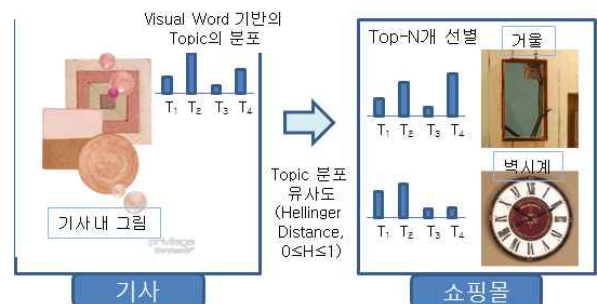 Visual Word 기반의
Topic의 분포
T₁ T₂ T₃ T₄
기사내 그림
기사
Topic 분포
유사도
(Hellinger
Distance,
0≤H≤1)
Top-N개 선별
거울
T₁ T₂ T₃ T₄
벽시계
T₁ T₂ T₃ T₄
쇼핑몰